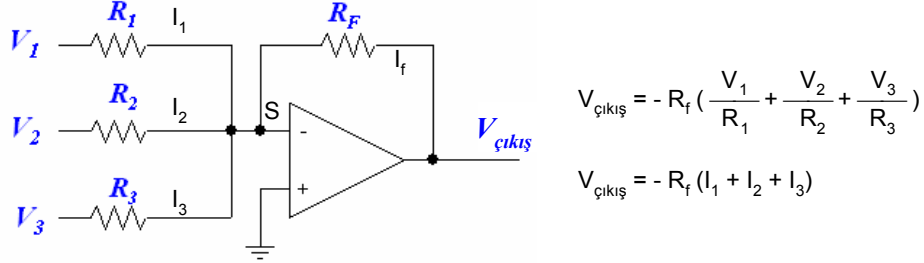 R1 I1 RF
V1 If
R2 I2 S
V2 - Vçıkış
R3 I3 +
V3
Vçıkış = - Rf ( V1/R1 + V2/R2 + V3/R3 )
Vçıkış = - Rf (I1 + I2 + I3)